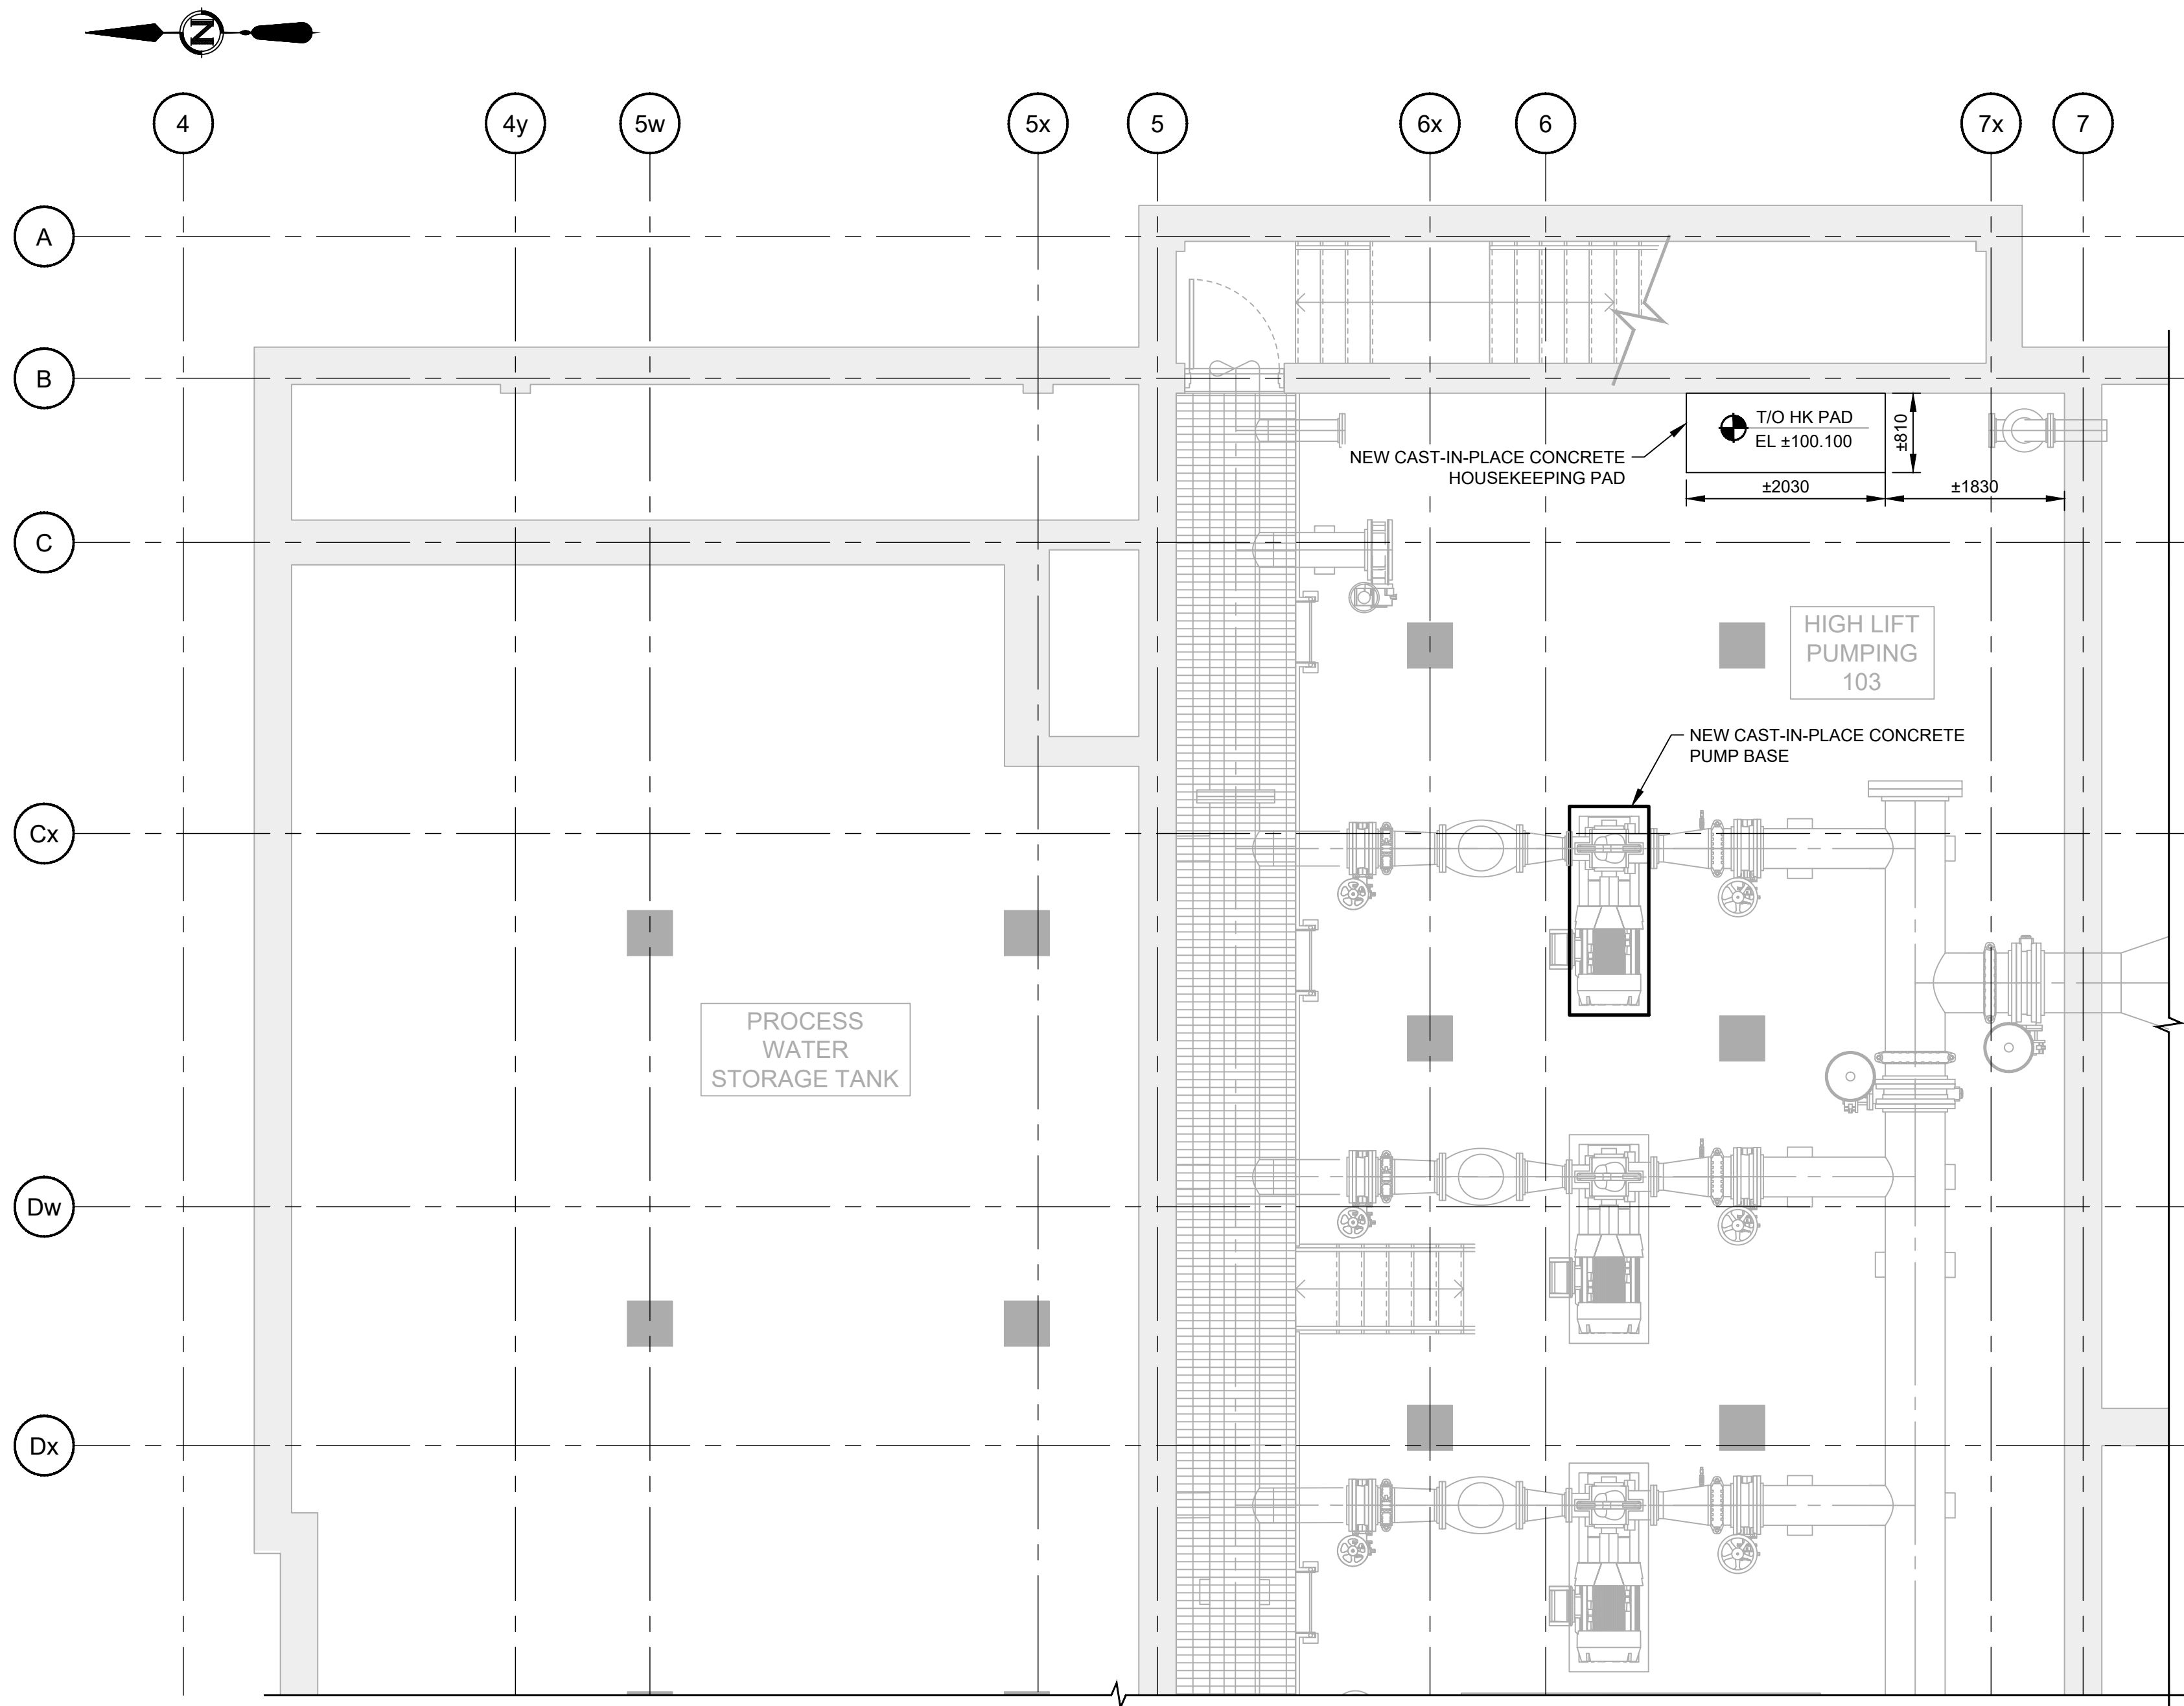 N
4
4y
5w
5x
5
6x
6
7x
7
A
B
T/O HK PAD
EL ±100.100
±810
NEW CAST-IN-PLACE CONCRETE
HOUSEKEEPING PAD
±2030
±1830
C
HIGH LIFT
PUMPING
103
NEW CAST-IN-PLACE CONCRETE
PUMP BASE
Cx
PROCESS
WATER
STORAGE TANK
Dw
Dx